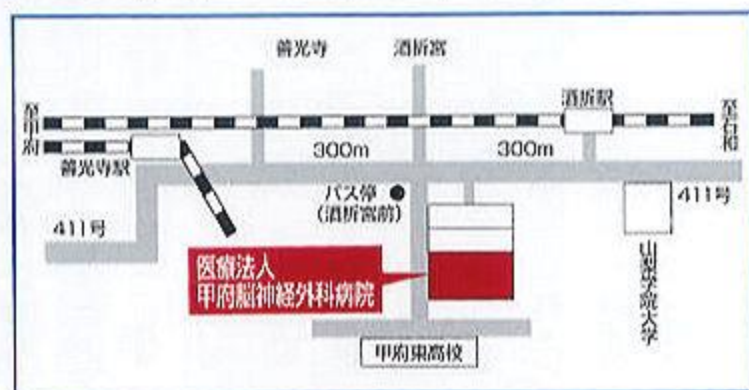 善光寺
酒折宮
至甲府
酒折駅
至石和
善光寺駅
300m
300m
411号
バス停
(酒折宮前)
411号
医療法人
甲府脳神経外科病院
山梨学院大学
甲府東高校